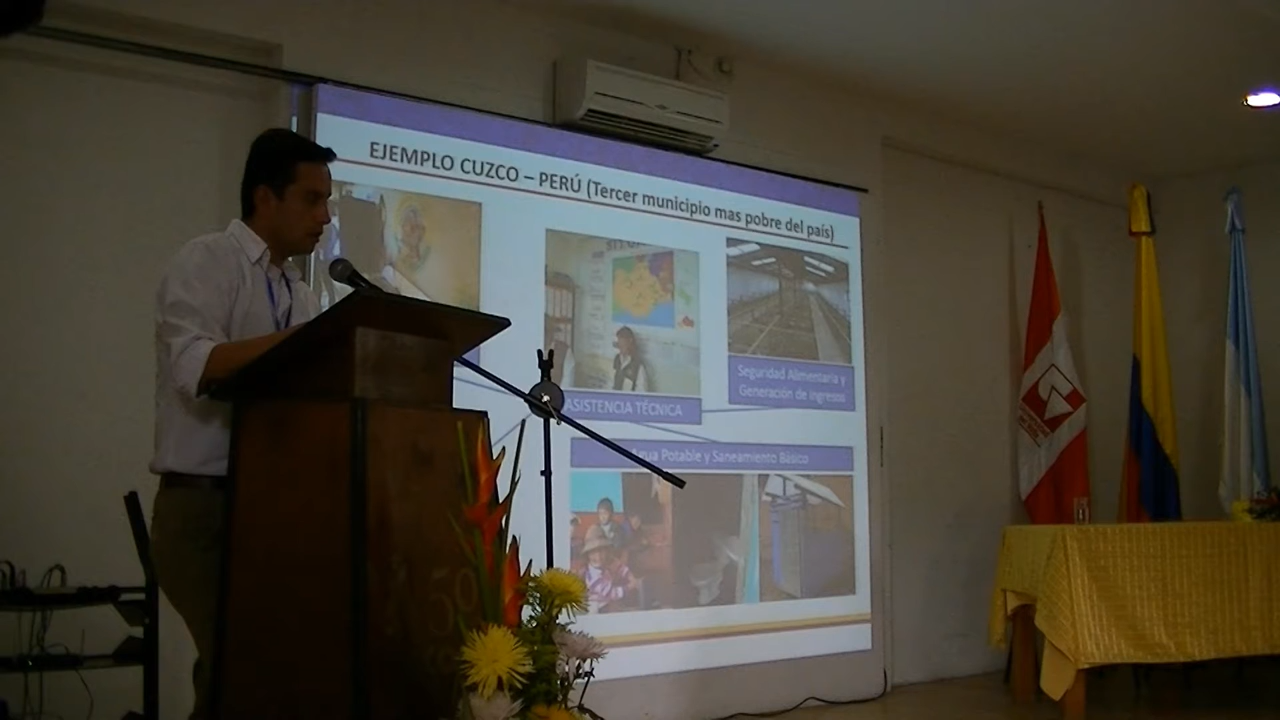 EJEMPLO CUZCO – PERÚ (Tercer municipio mas pobre del país)
ASISTENCIA TÉCNICA
Seguridad Alimentaria y
Generación de Ingresos
Agua Potable y Saneamiento Básico